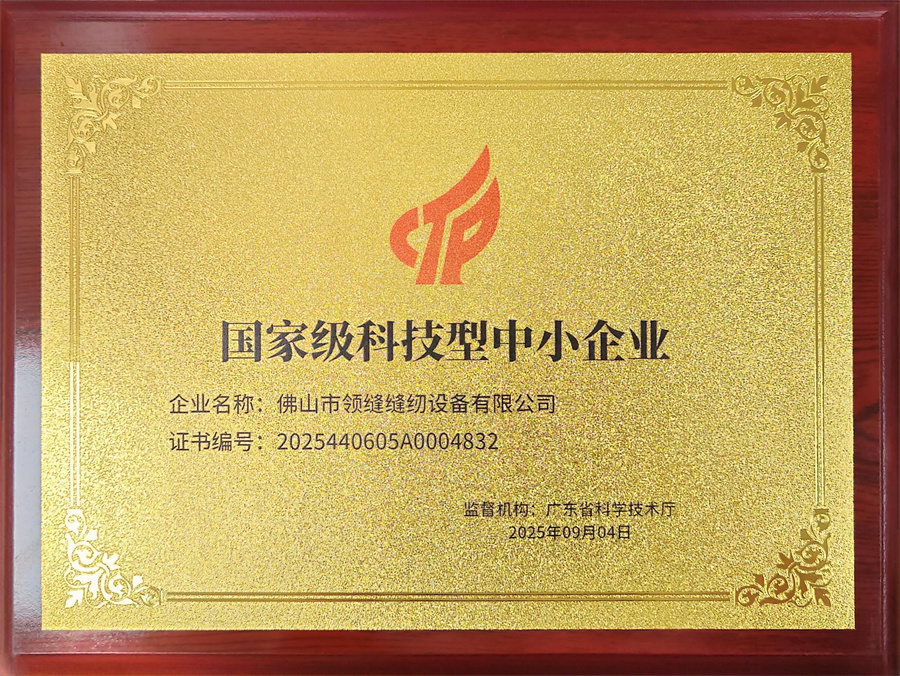 CTP
国家级科技型中小企业
企业名称：佛山市领缝缝纫设备有限公司
证书编号：2025440605A0004832
监督机构：广东省科学技术厅
2025年09月04日